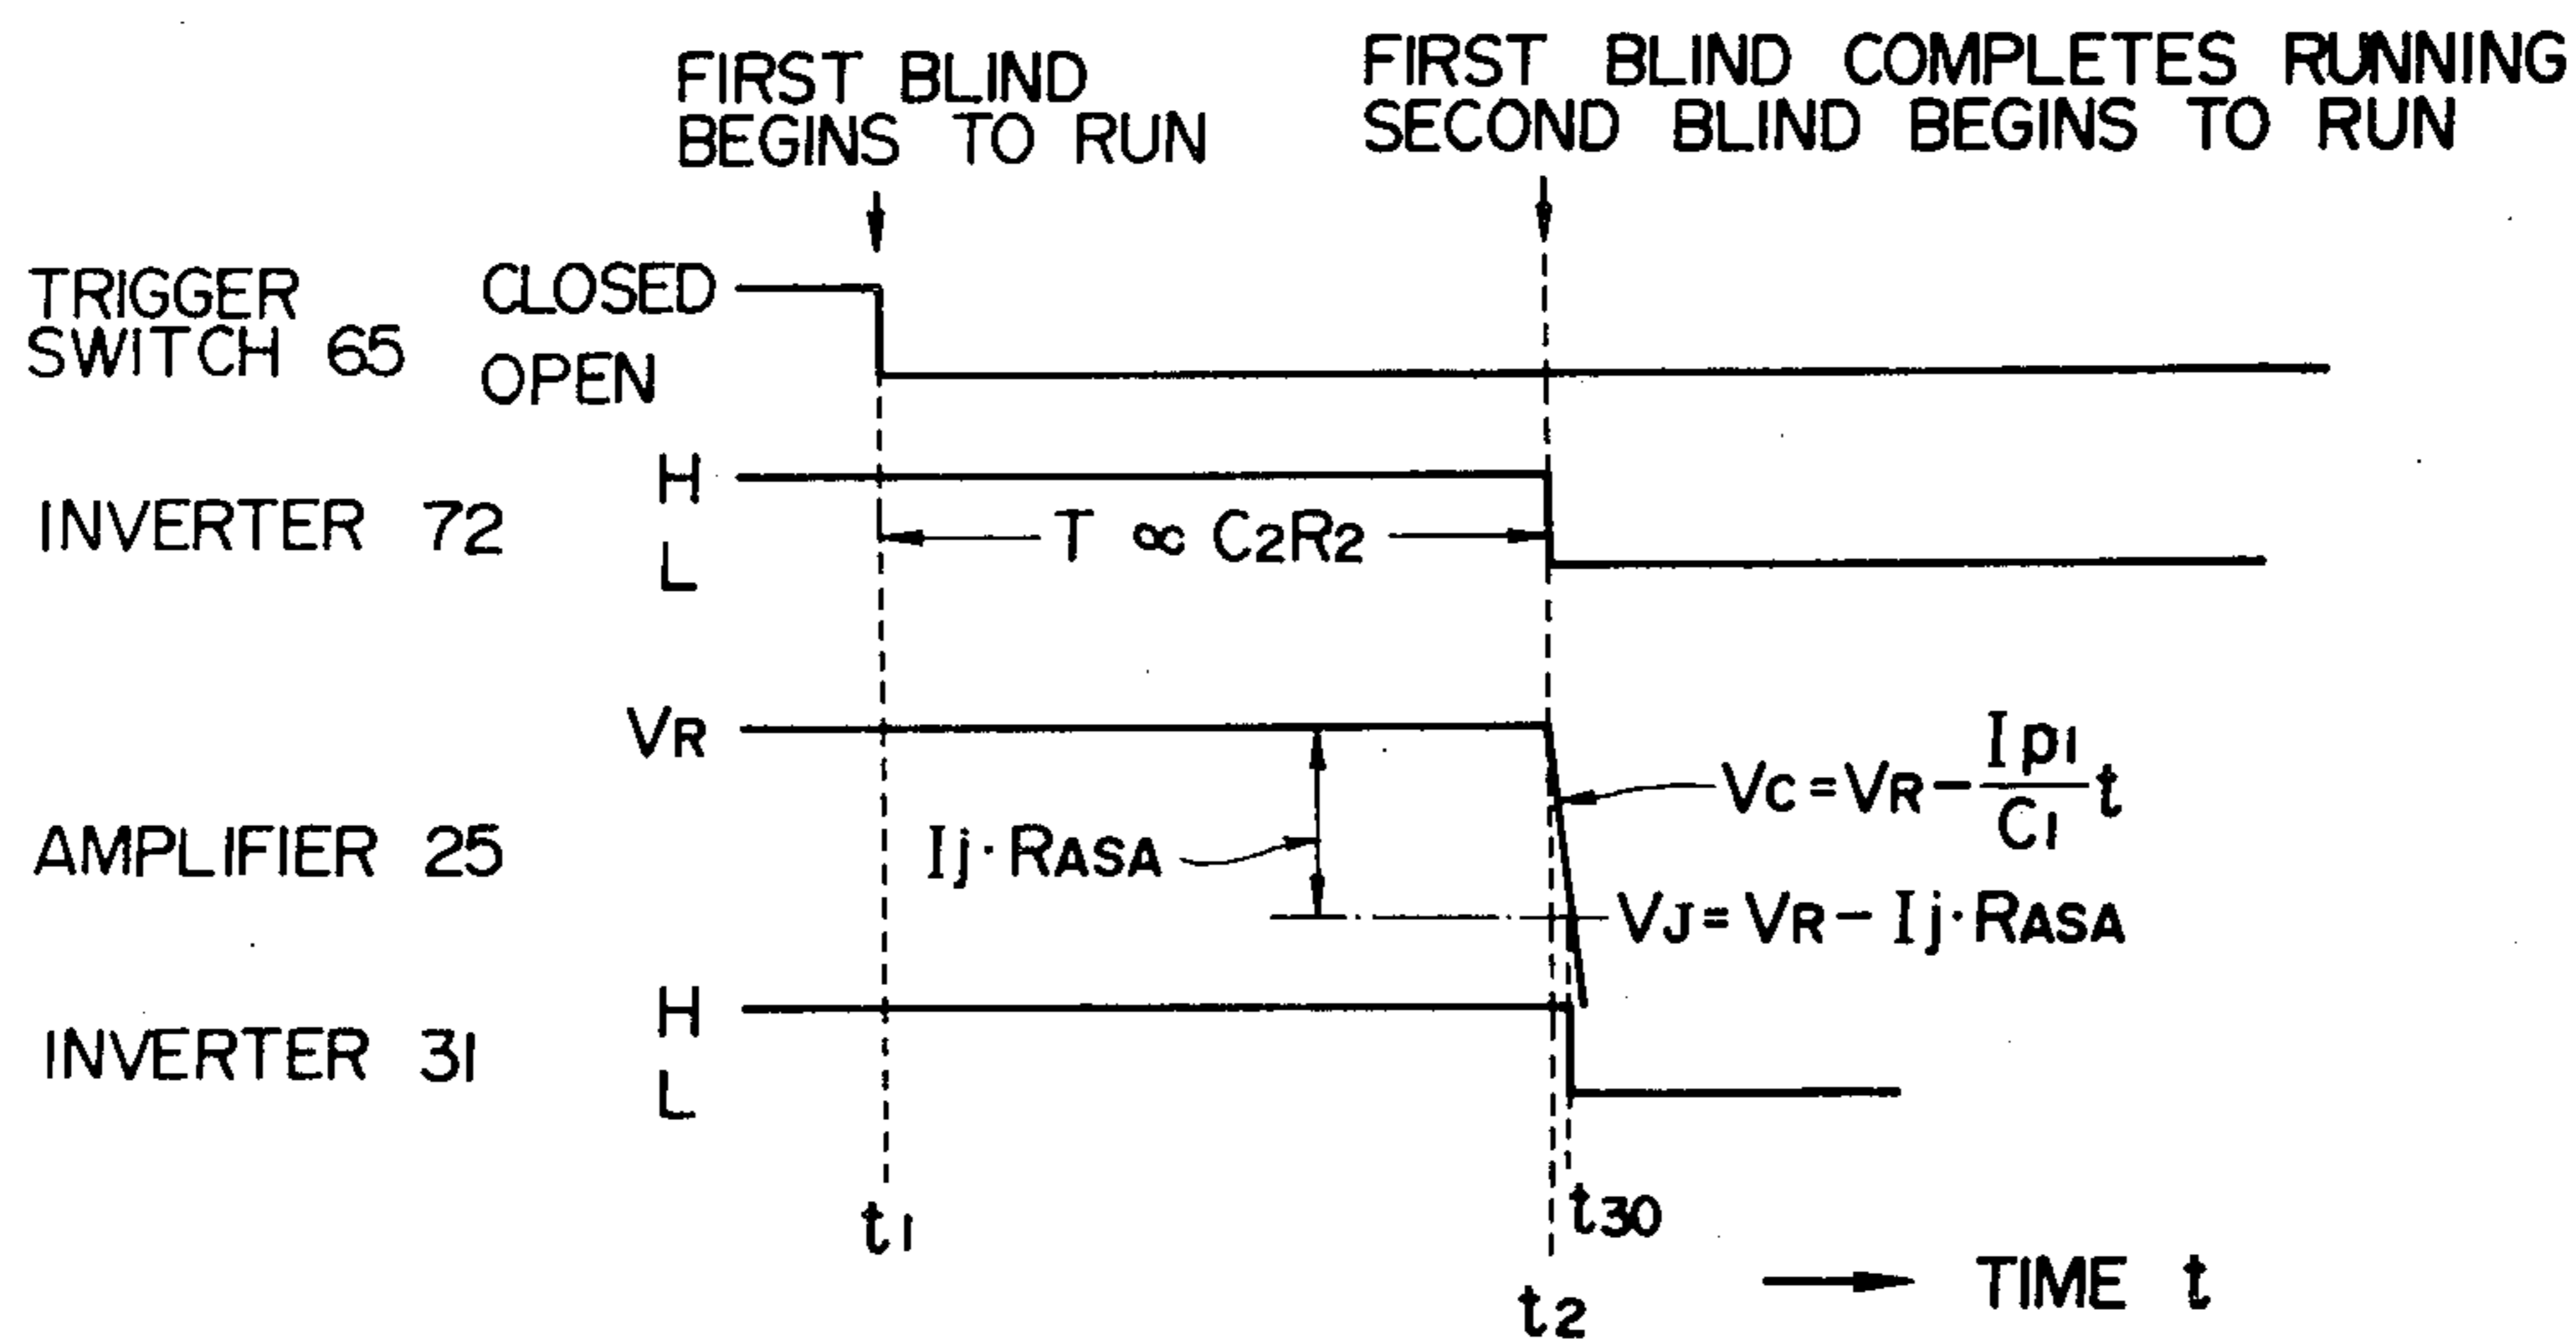 FIRST BLIND
BEGINS TO RUN
FIRST BLIND COMPLETES RUNNING
SECOND BLIND BEGINS TO RUN
TRIGGER
SWITCH 65
CLOSED
OPEN
INVERTER 72
H
L
T ∝ C2R2
AMPLIFIER 25
VR
Ij·RASA
VC=VR-Ip1/C1 t
VJ=VR-Ij·RASA
INVERTER 31
H
L
t1
t30
t2
TIME t